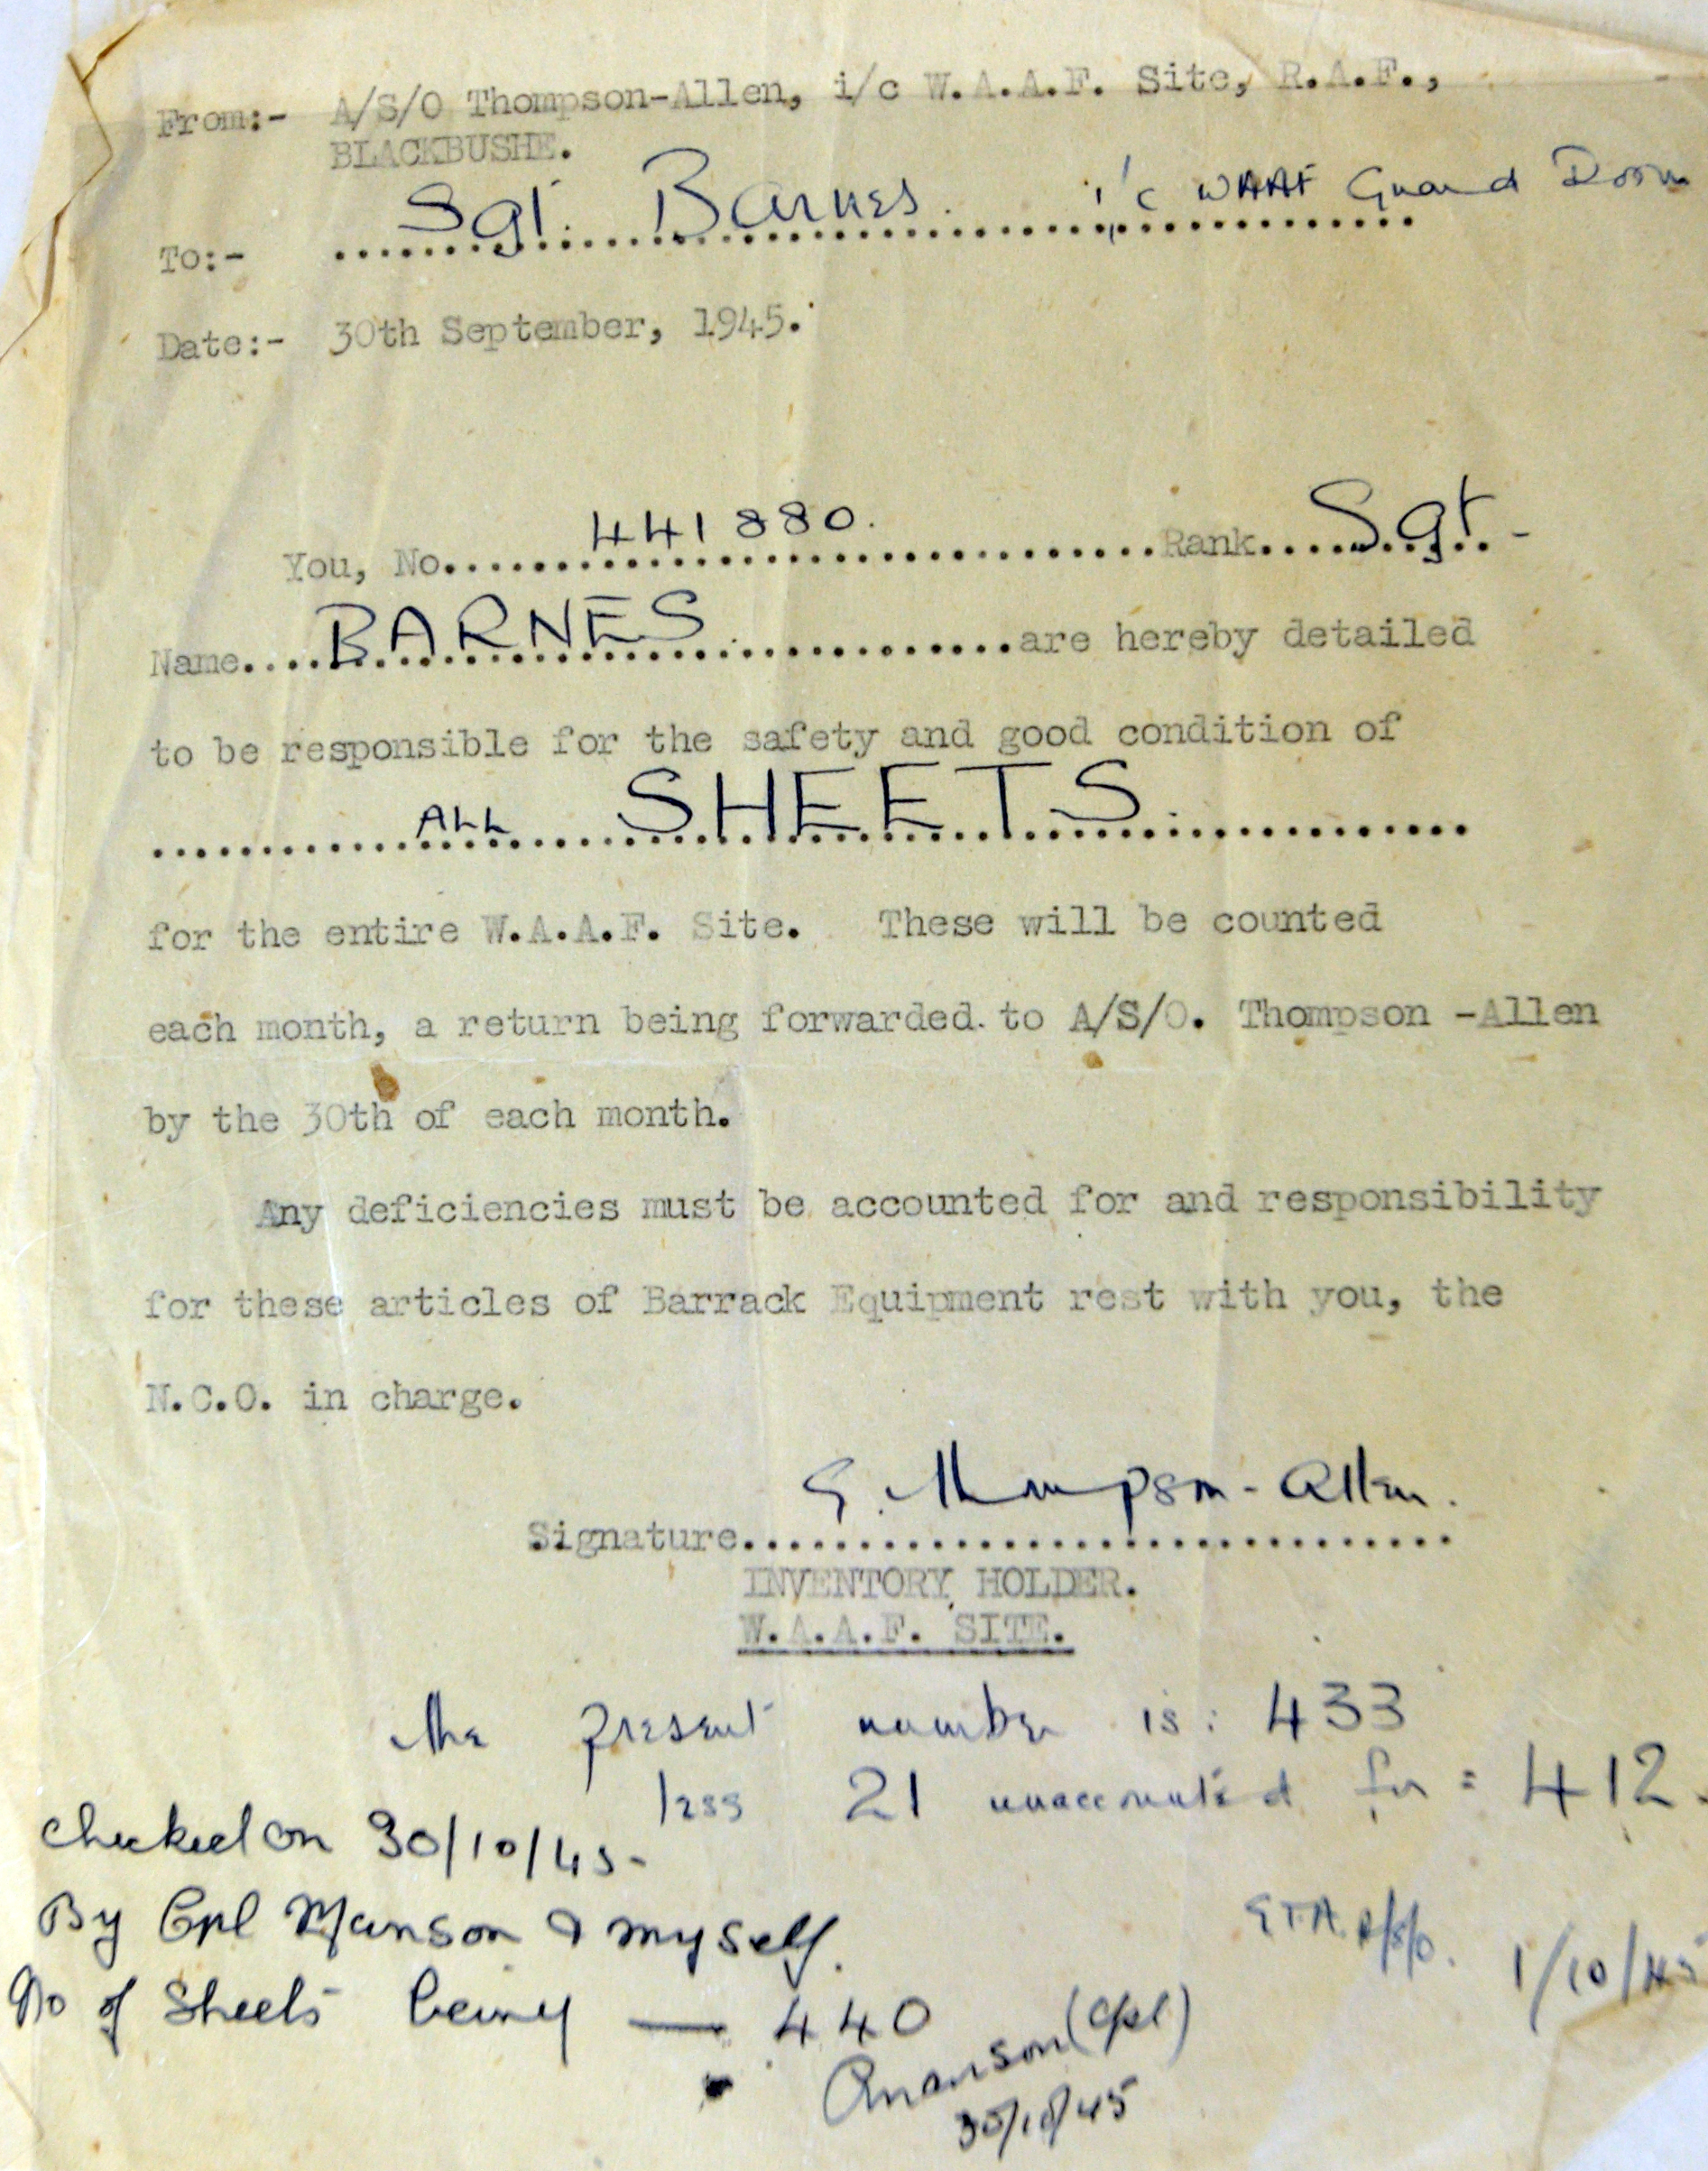 From:- A/S/O Thompson-Allen, i/c W.A.A.F. Site, R.A.F.,
BLACKBUSHE.
To:- Sgt. Barnes. i/c WAAF Guard Room
Date:- 30th September, 1945.
You, No. 441880. Rank Sgt.
Name BARNES. are hereby detailed
to be responsible for the safety and good condition of
ALL SHEETS.
for the entire W.A.A.F. Site. These will be counted
each month, a return being forwarded. to A/S/O. Thompson -Allen
by the 30th of each month.
Any deficiencies must be accounted for and responsibility
for these articles of Barrack Equipment rest with you, the
N.C.O. in charge.
Signature G. Thompson-Allen.
INVENTORY HOLDER.
W.A.A.F. SITE.
The present number is: 433
less 21 unaccounted for = 412.
Checked on 30/10/45-
By Cpl Manson & myself.
GTA. A/S/O. 1/10/45
No of Sheets being — 440
Manson (Cpl)
30/10/45